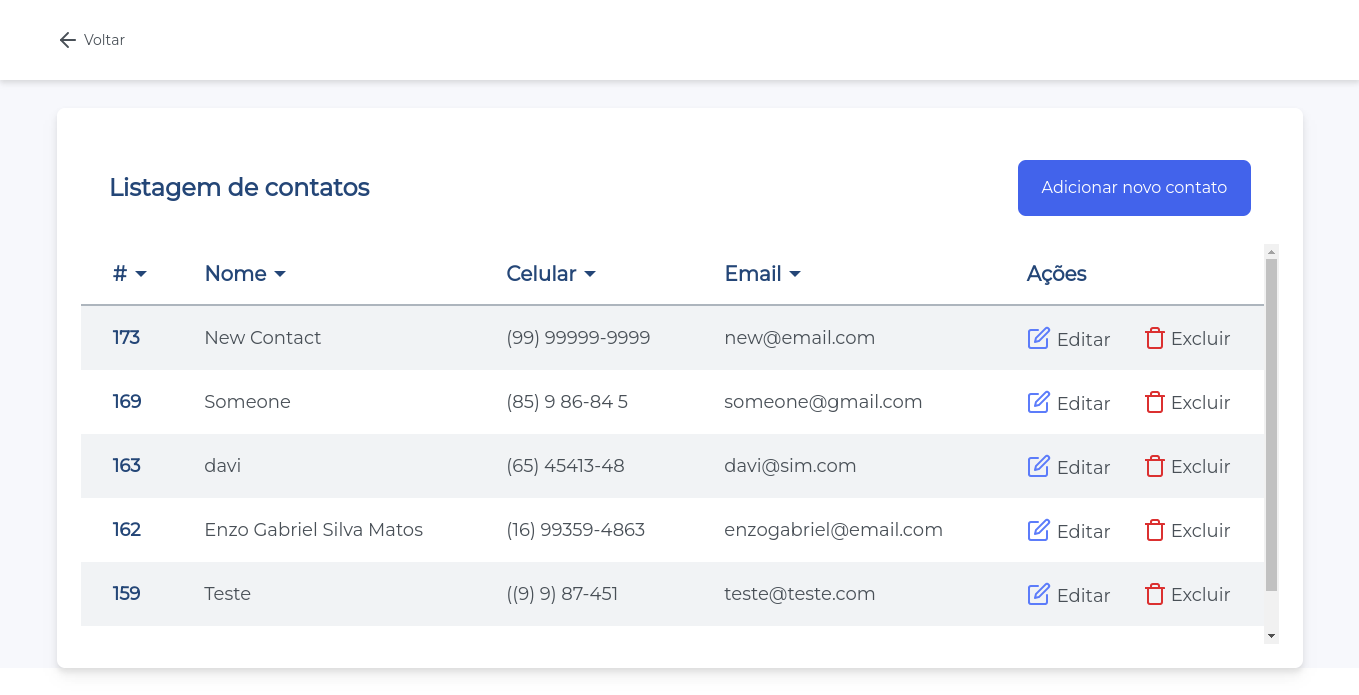 Voltar
Listagem de contatos
Adicionar novo contato
# Nome Celular Email Ações
173 New Contact (99) 99999-9999 new@email.com Editar Excluir
169 Someone (85) 9 86-84 5 someone@gmail.com Editar Excluir
163 davi (65) 45413-48 davi@sim.com Editar Excluir
162 Enzo Gabriel Silva Matos (16) 99359-4863 enzogabriel@email.com Editar Excluir
159 Teste ((9) 9) 87-451 teste@teste.com Editar Excluir